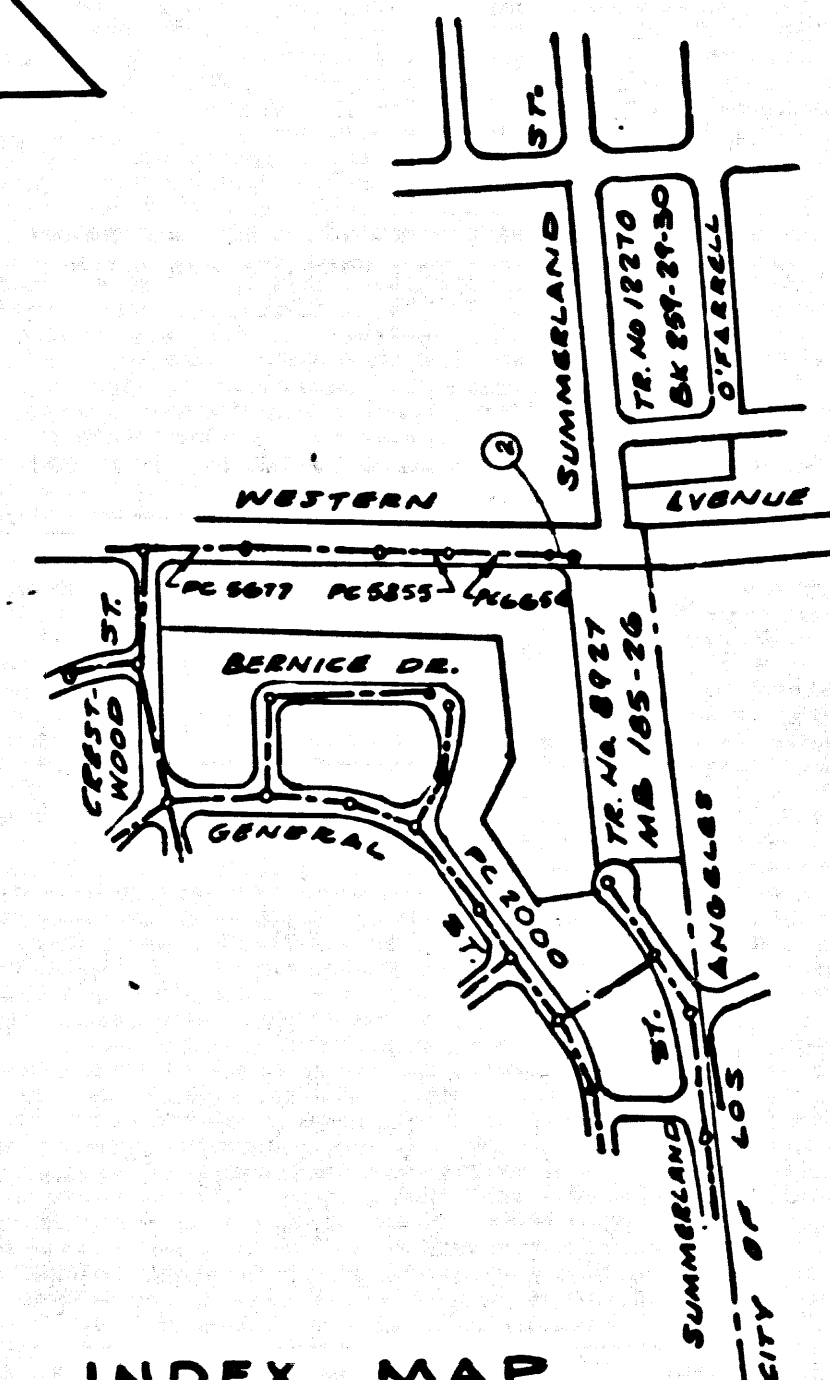 ST.
SUMMERLAND
TR. NO 12270
BK 259-29-30
O'FARRELL
2
WESTERN
AVENUE
PC 5677
PC 5855
PC 6656
ST.
CREST-
WOOD
BERNICE DR.
GENERAL
ST.
PC 2000
TR. No. 8927
MB 185-26
SUMMERLAND
ST.
CITY OF LOS
ANGELES
INDEX MAP